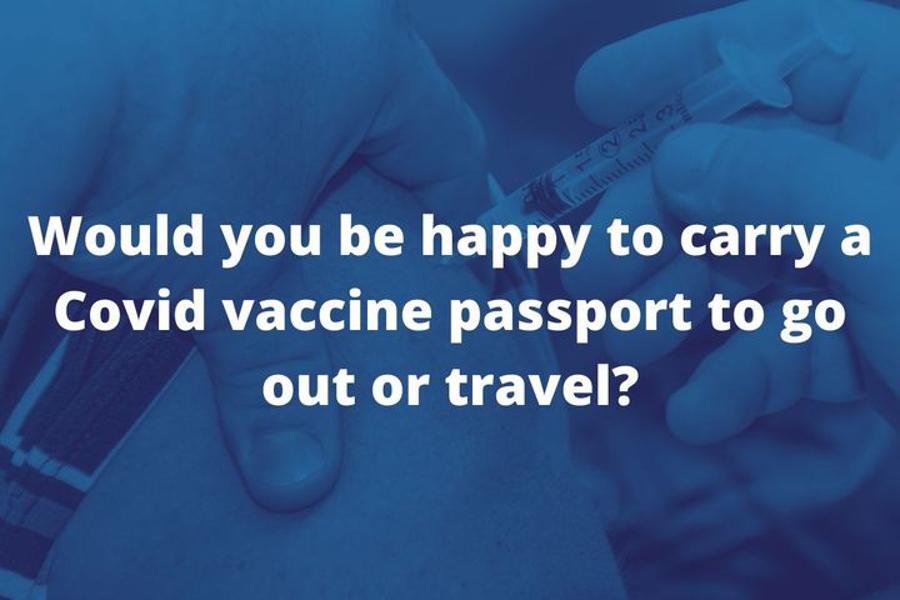 Would you be happy to carry a
Covid vaccine passport to go
out or travel?